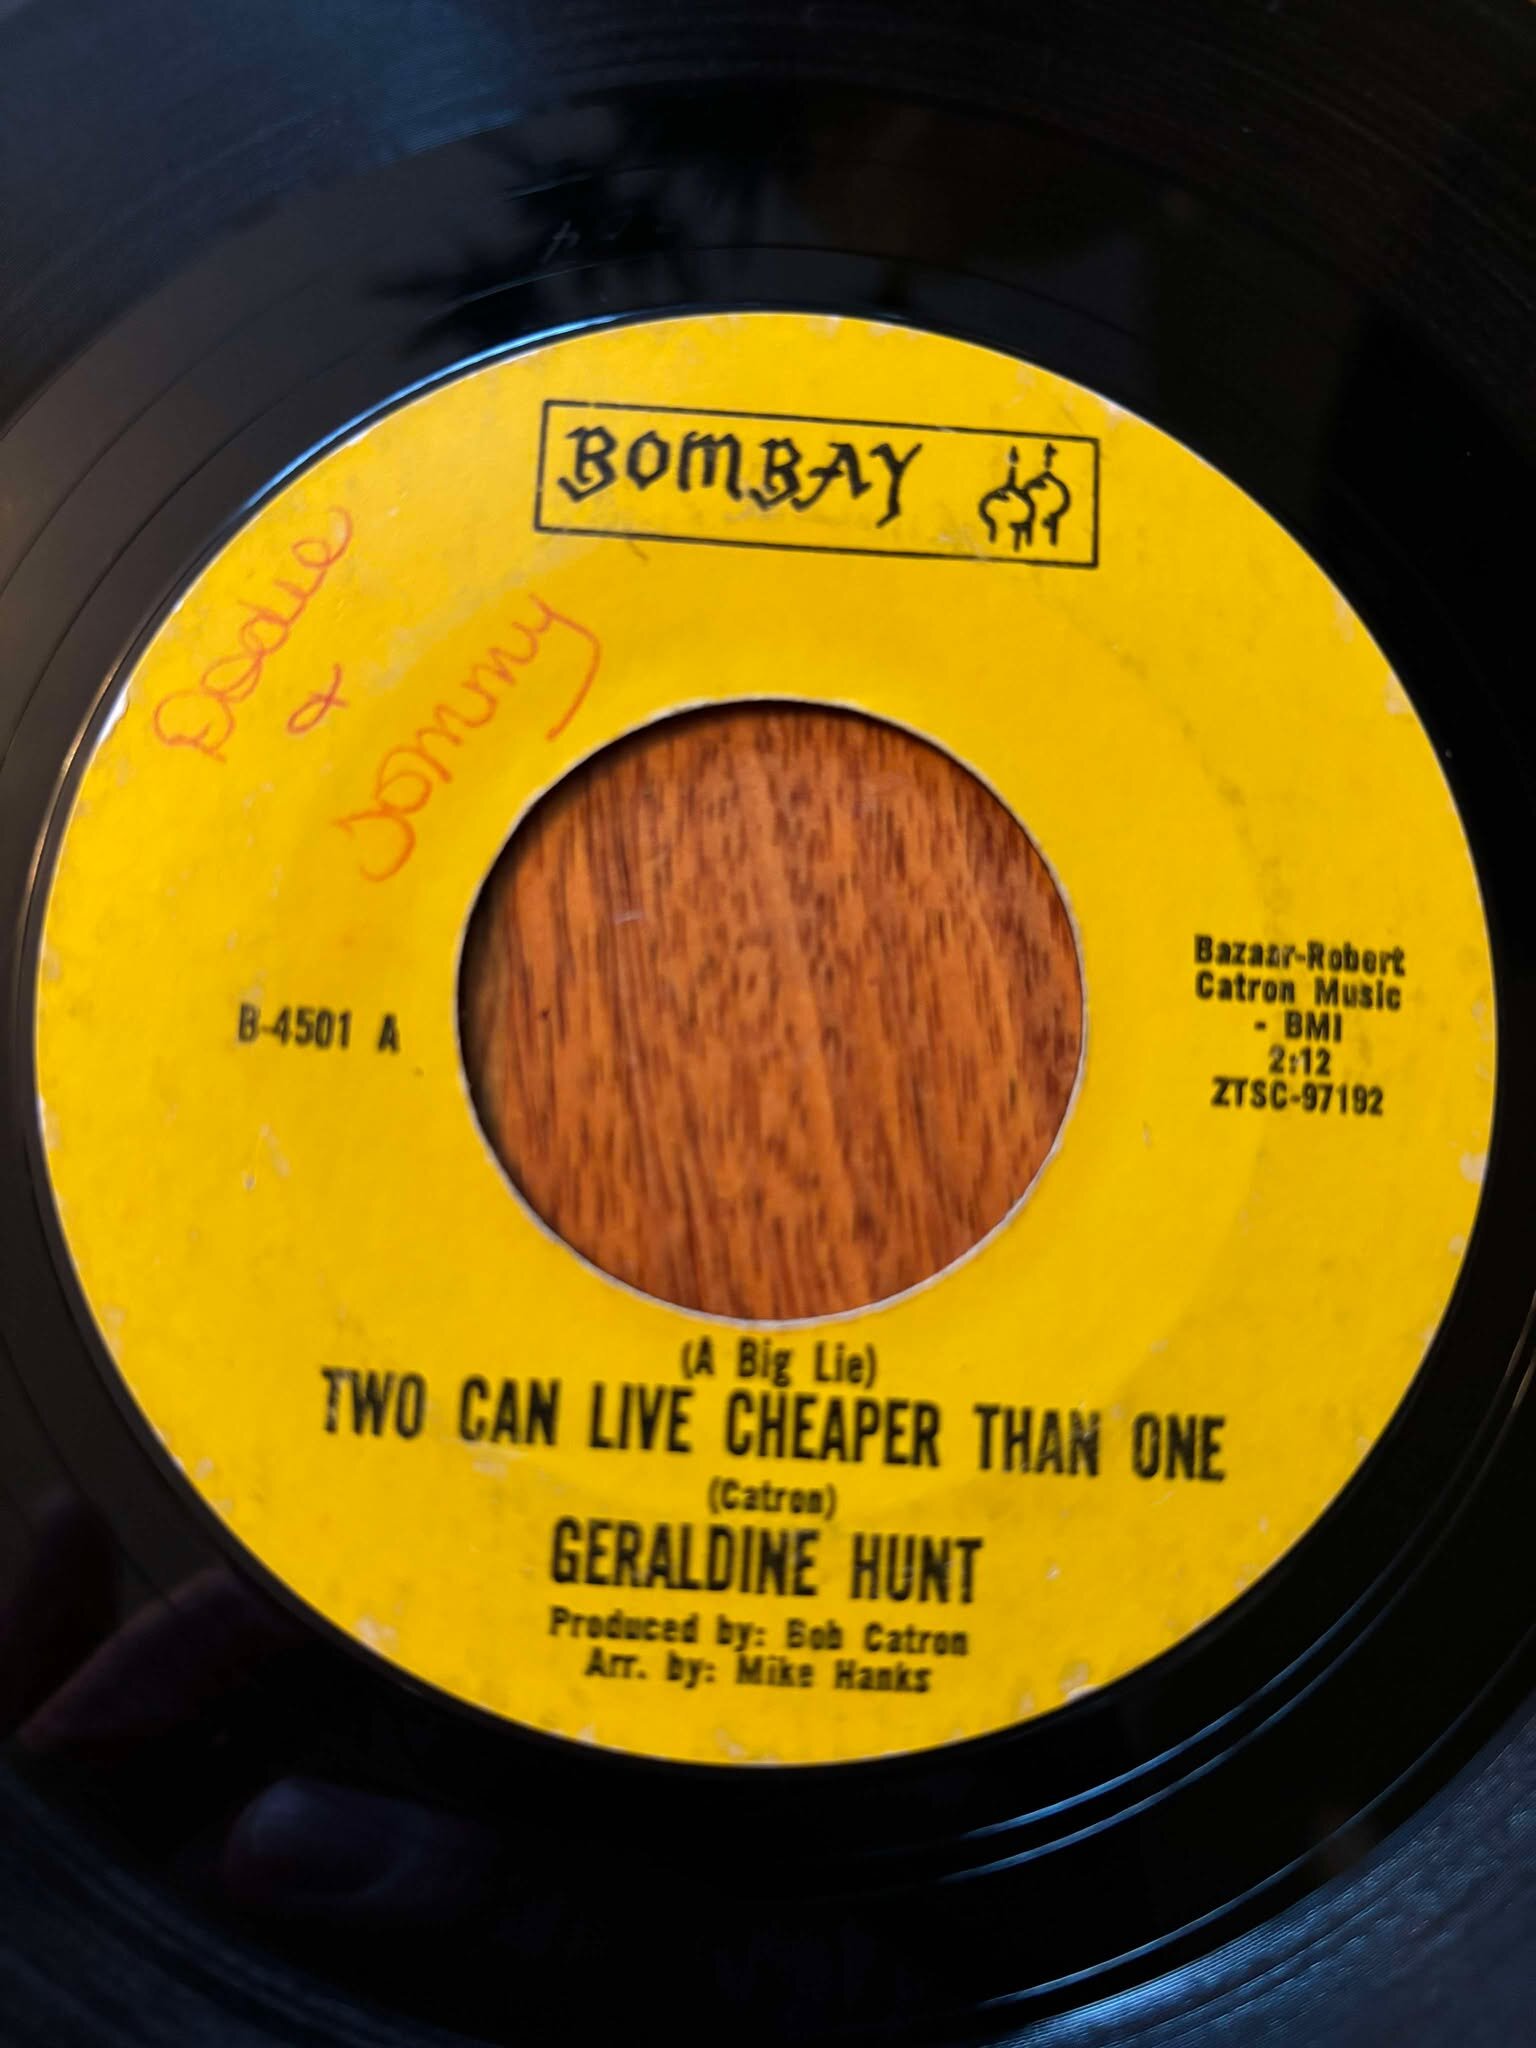 BOMBAY
Dodie
&
Sonny
B-4501 A
Bazaar-Robert
Catron Music
- BMI
2:12
ZTSC-97192
(A Big Lie)
TWO CAN LIVE CHEAPER THAN ONE
(Catron)
GERALDINE HUNT
Produced by: Bob Catron
Arr. by: Mike Hanks